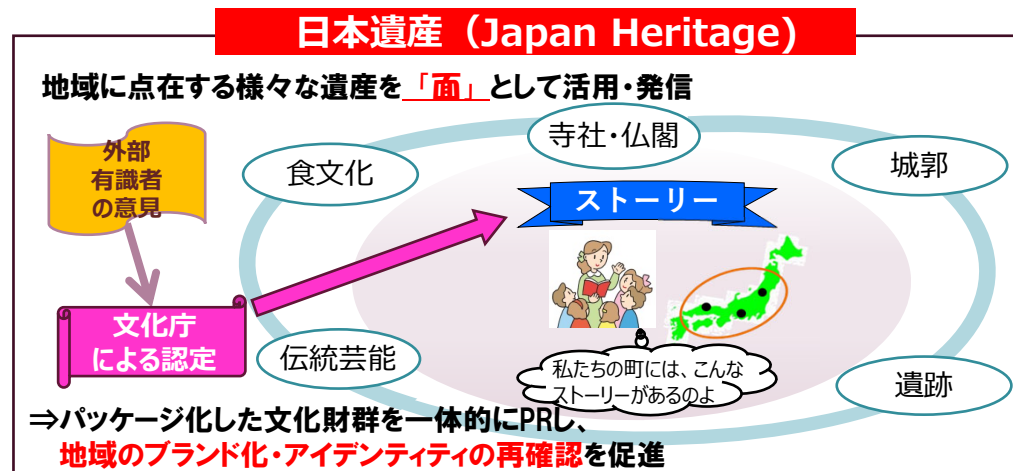 日本遺産（Japan Heritage)
地域に点在する様々な遺産を「面」として活用・発信
外部
有識者
の意見
食文化
寺社・仏閣
城郭
ストーリー
文化庁
による認定
伝統芸能
私たちの町には、こんな
ストーリーがあるのよ
遺跡
⇒パッケージ化した文化財群を一体的にPRし、
地域のブランド化・アイデンティティの再確認を促進